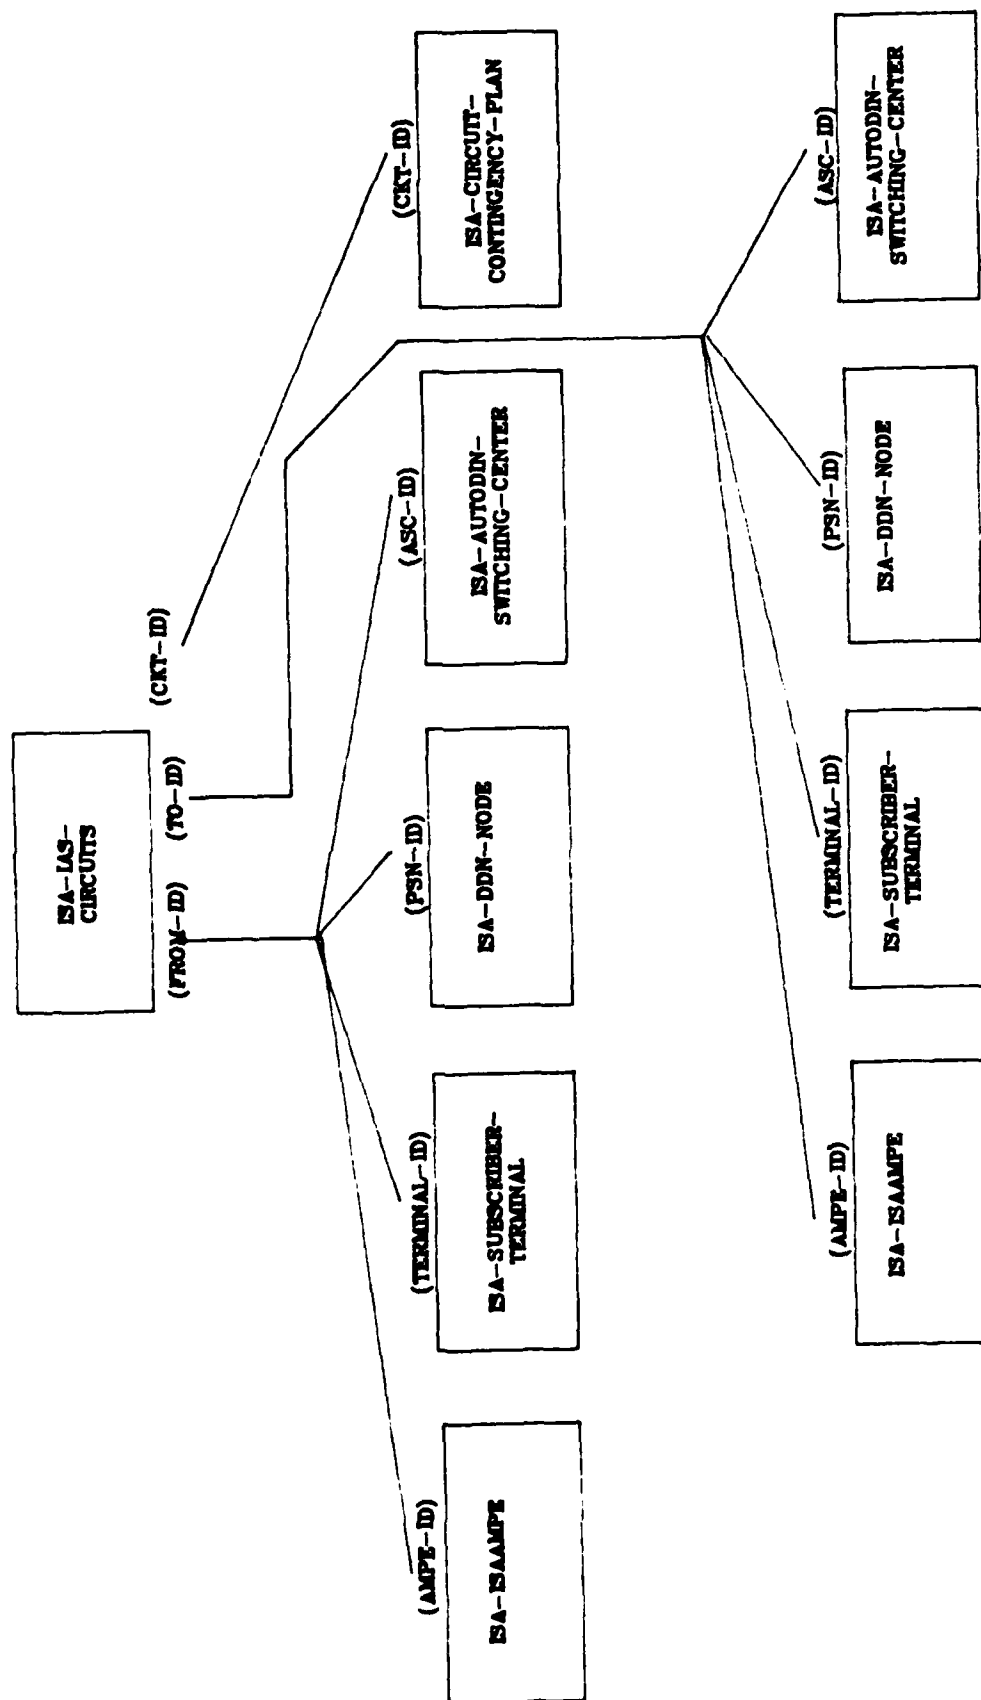 ISA-IAS-
CIRCUITS
(FROM-ID)
(TO-ID)
(CKT-ID)
(AMPE-ID)
(TERMINAL-ID)
(PSN-ID)
(ASC-ID)
(CKT-ID)
ISA-ISAAMPE
ISA-SUBSCRIBER-
TERMINAL
ISA-DDN-NODE
ISA-AUTODIN-
SWITCHING-CENTER
ISA-CIRCUIT-
CONTINGENCY-PLAN
(AMPE-ID)
(TERMINAL-ID)
(PSN-ID)
(ASC-ID)
ISA-ISAAMPE
ISA-SUBSCRIBER-
TERMINAL
ISA-DDN-NODE
ISA-AUTODIN-
SWITCHING-CENTER